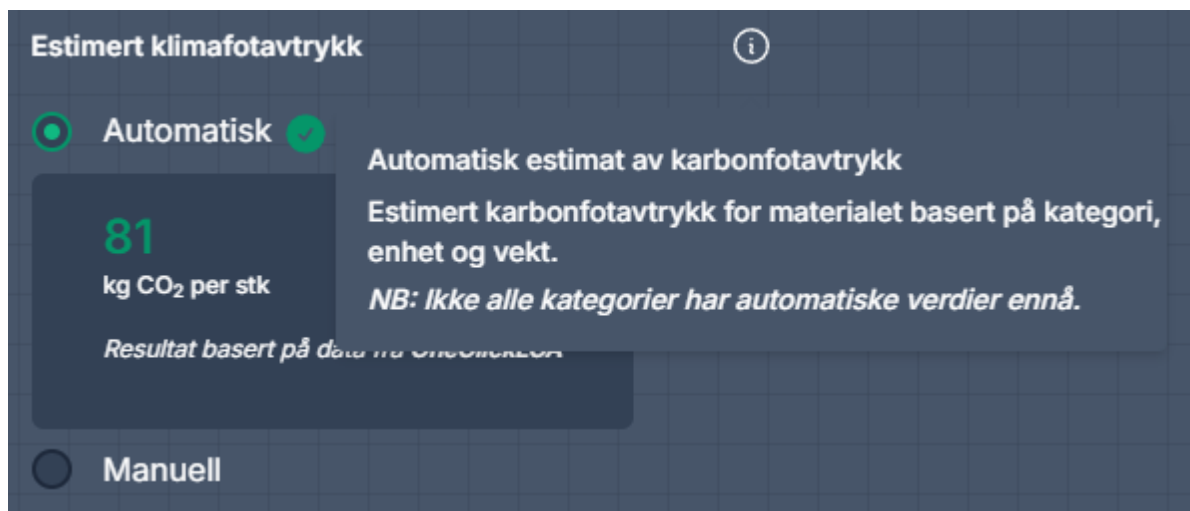 Estimert klimafotavtrykk
Automatisk
Automatisk estimat av karbonfotavtrykk
Estimert karbonfotavtrykk for materialet basert på kategori,
enhet og vekt.
NB: Ikke alle kategorier har automatiske verdier ennå.
81
kg CO₂ per stk
Resultat basert på
Manuell